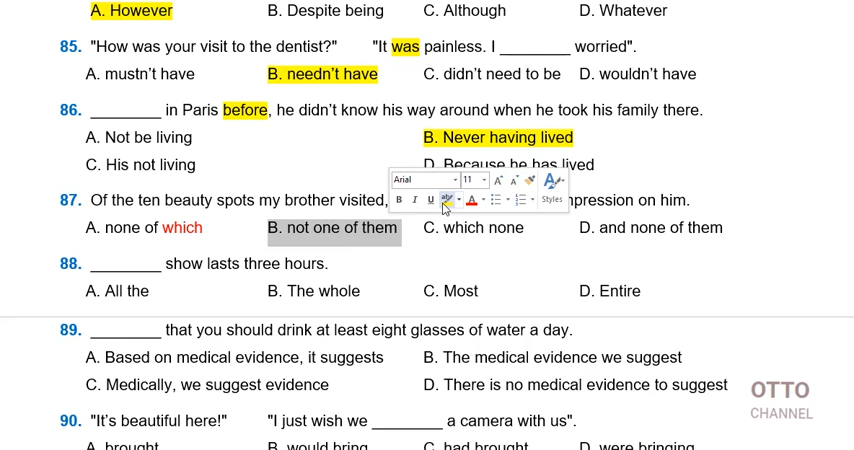 A. However B. Despite being C. Although D. Whatever
85. "How was your visit to the dentist?" "It was painless. I ________ worried".
A. mustn't have B. needn't have C. didn't need to be D. wouldn't have
86. ________ in Paris before, he didn't know his way around when he took his family there.
A. Not be living B. Never having lived
C. His not living D. Because he has lived
Arial 11
87. Of the ten beauty spots my brother visited, pression on him.
B I U Styles
A. none of which B. not one of them C. which none D. and none of them
88. ________ show lasts three hours.
A. All the B. The whole C. Most D. Entire
89. ________ that you should drink at least eight glasses of water a day.
A. Based on medical evidence, it suggests B. The medical evidence we suggest
C. Medically, we suggest evidence D. There is no medical evidence to suggest
OTTO
CHANNEL
90. "It's beautiful here!" "I just wish we ________ a camera with us".
A. brought B. would bring C. had brought D. were bringing